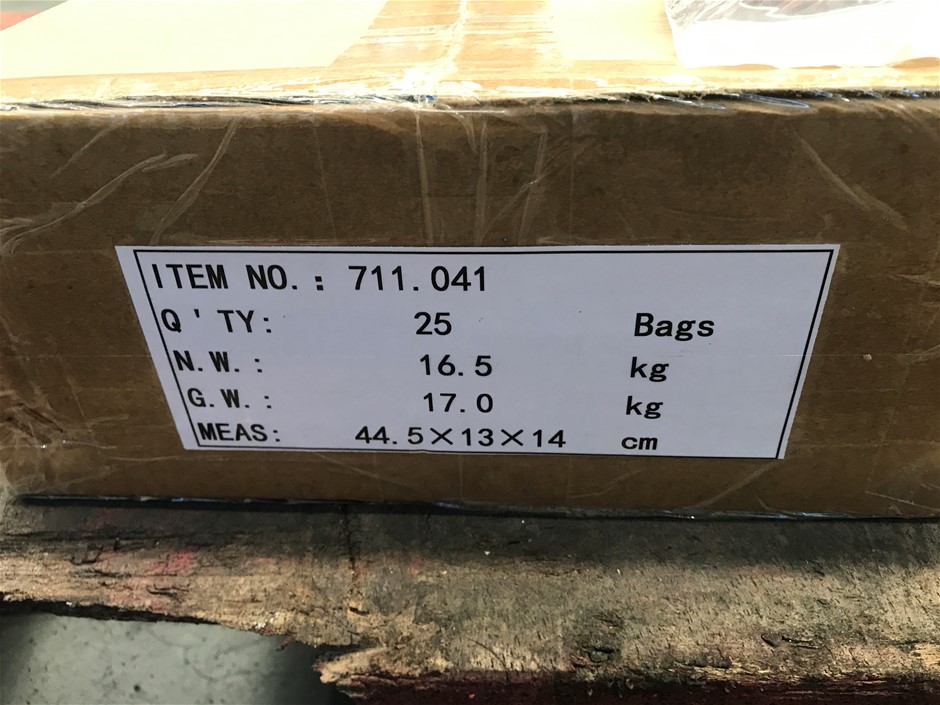 ITEM NO.: 711.041
Q'TY: 25 Bags
N.W.: 16.5 kg
G.W.: 17.0 kg
MEAS: 44.5×13×14 cm